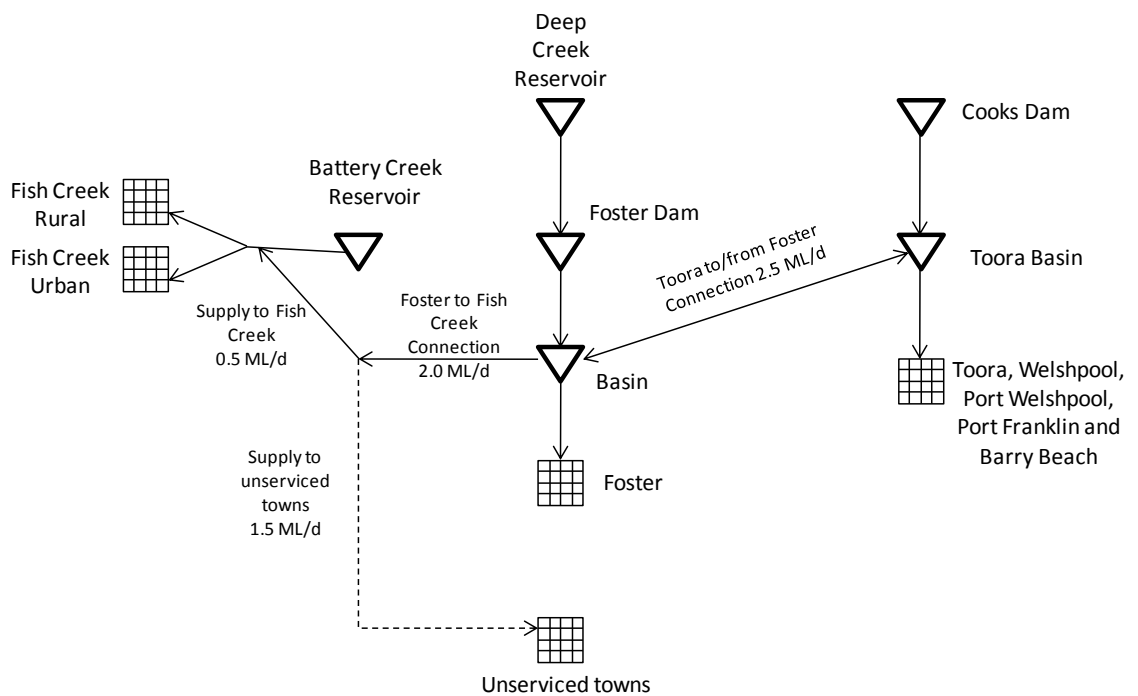 Deep
Creek
Reservoir
Cooks Dam
Battery Creek
Reservoir
Fish Creek
Rural
Fish Creek
Urban
Foster Dam
Toora to/from Foster
Connection 2.5 ML/d
Toora Basin
Supply to Fish
Creek
0.5 ML/d
Foster to Fish
Creek
Connection
2.0 ML/d
Basin
Toora, Welshpool,
Port Welshpool,
Port Franklin and
Barry Beach
Supply to
unserviced
towns
1.5 ML/d
Foster
Unserviced towns